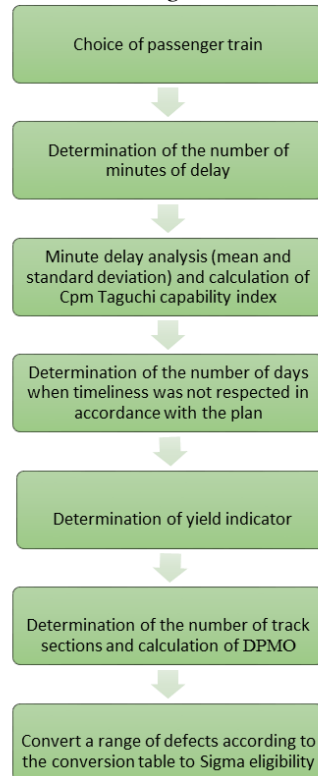 Choice of passenger train
Determination of the number of
minutes of delay
Minute delay analysis (mean and
standard deviation) and calculation of
Cpm Taguchi capability index
Determination of the number of days
when timeliness was not respected in
accordance with the plan
Determination of yield indicator
Determination of the number of track
sections and calculation of DPMO
Convert a range of defects according to
the conversion table to Sigma eligibility